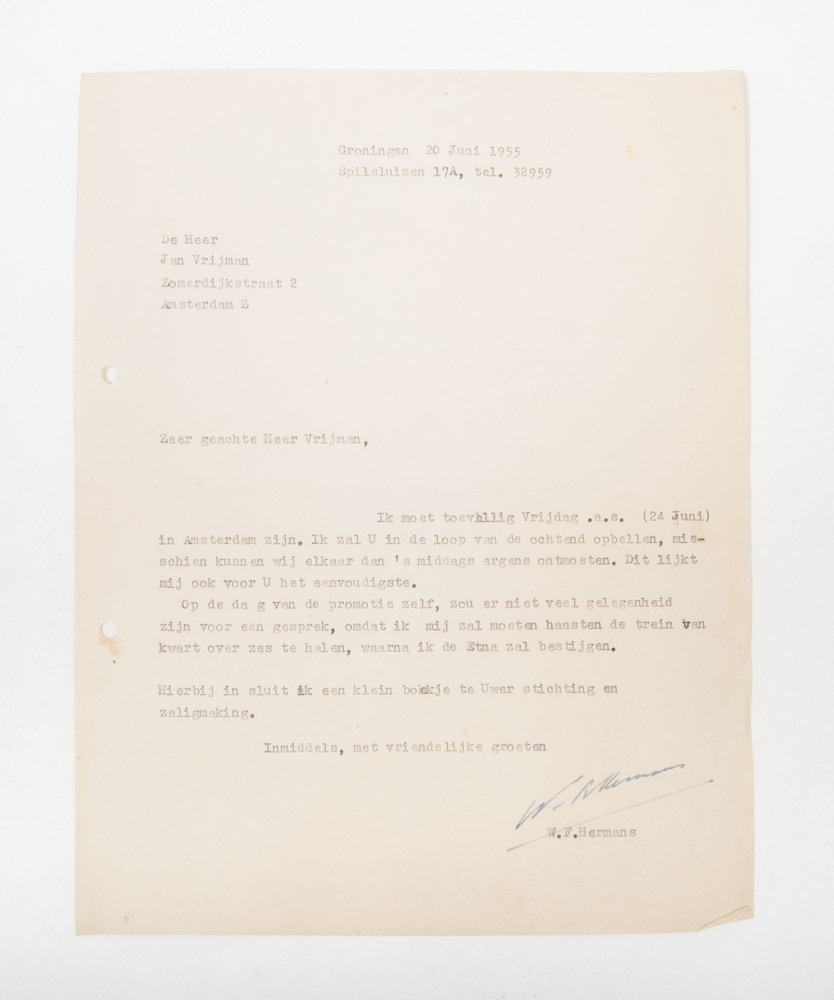 Groningen 20 Juni 1955
Spilsluizen 17A, tel. 32959
De Heer
Jan Vrijman
Zomerdijkstraat 2
Amsterdam Z
Zeer geachte Heer Vrijman,
Ik moet toevallig Vrijdag .a.s. (24 Juni)
in Amsterdam zijn. Ik zal U in de loop van de ochtend opbellen, mis-
schien kunnen wij elkaar dan 's middags ergens ontmoeten. Dit lijkt
mij ook voor U het eenvoudigste.
Op de da g van de promotie zelf, zou er niet veel gelegenheid
zijn voor een gesprek, omdat ik mij zal moeten haasten de trein van
kwart over zes te halen, waarna ik de Etna zal bestijgen.
Hierbij in sluit ik een klein boekje te Uwer stichting en
zaligmaking.
Inmiddels, met vriendelijke groeten
W.F.Hermans
W.F.Hermans